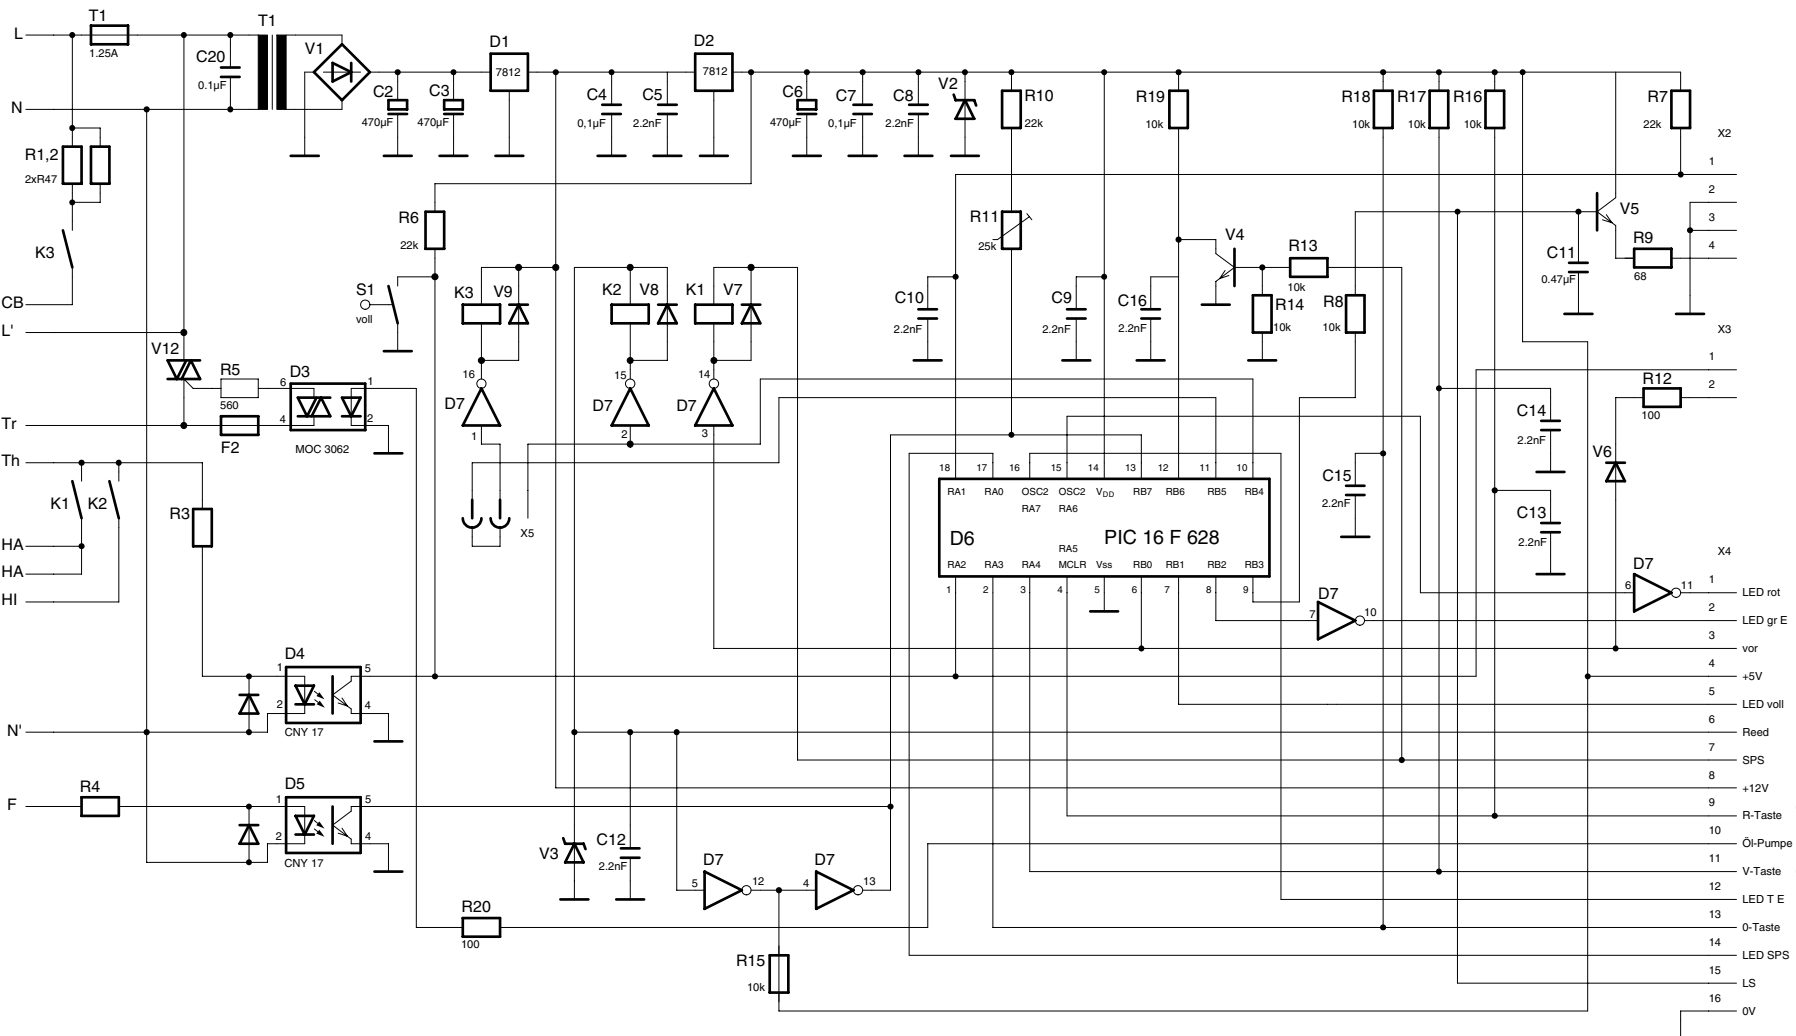 T1
T1
L
1.25A
C20
0.1µF
V1
D1
7812
D2
7812
N
C2
470µF
C3
470µF
C4
0,1µF
C5
2.2nF
C6
470µF
C7
0,1µF
C8
2.2nF
V2
R10
22k
R19
10k
R18
10k
R17
10k
R16
10k
R7
22k
X2
1
2
3
4
R1,2
2xR47
K3
CB
L'
R6
22k
S1
voll
K3
V9
K2
V8
K1
V7
R11
25k
C10
2.2nF
C9
2.2nF
C16
2.2nF
V4
R13
10k
R14
10k
R8
10k
V5
C11
0.47µF
R9
68
X3
1
2
V12
R5
560
D3
6
4
1
2
MOC 3062
F2
Tr
D7
16
1
D7
15
2
D7
14
3
R12
100
C14
2.2nF
V6
C15
2.2nF
C13
2.2nF
Th
K1
K2
R3
HA
HA
HI
X5
18
17
16
11
15
14
13
12
11
10
RA1
RA0
OSC2
OSC2
VDD
RB7
RB6
RB5
RB4
RA7
RA6
D6
PIC 16 F 628
RA5
RA2
RA3
RA4
MCLR
Vss
RB0
RB1
RB2
RB3
1
2
3
4
5
6
7
8
9
D7
7
10
D7
6
11
X4
1
LED rot
2
LED gr E
3
vor
4
+5V
5
LED voll
6
Reed
7
SPS
8
+12V
9
R-Taste
10
Öl-Pumpe
11
V-Taste
12
LED T E
13
0-Taste
14
LED SPS
15
LS
16
0V
D4
1
2
5
4
CNY 17
N'
F
R4
D5
1
2
5
4
CNY 17
V3
C12
2.2nF
D7
5
12
D7
4
13
R20
100
R15
10k